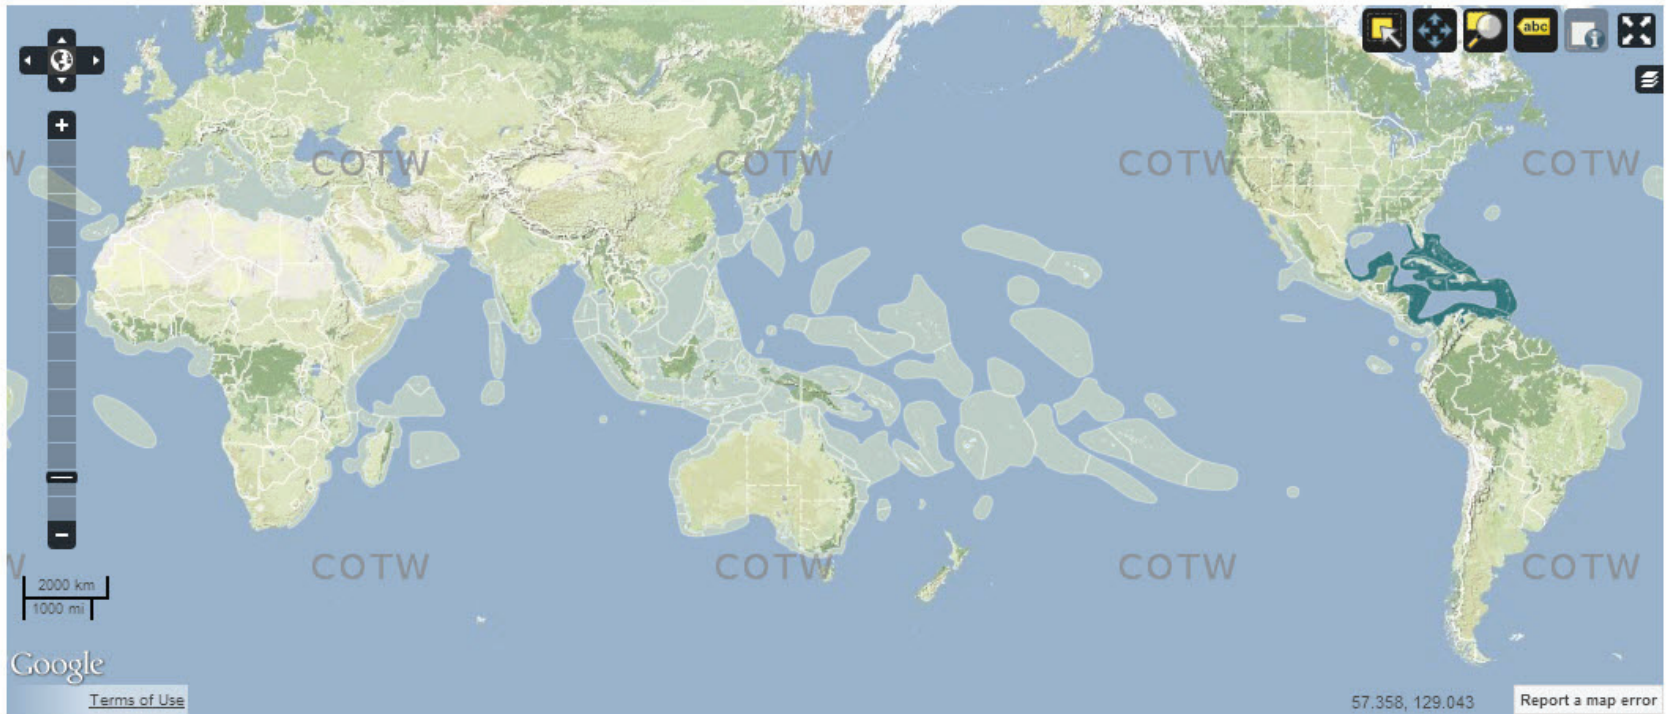 abc
+
W
COTW
COTW
COTW
COTW
−
W
COTW
COTW
COTW
COTW
2000 km
1000 mi
Google
Terms of Use
57.358, 129.043
Report a map error